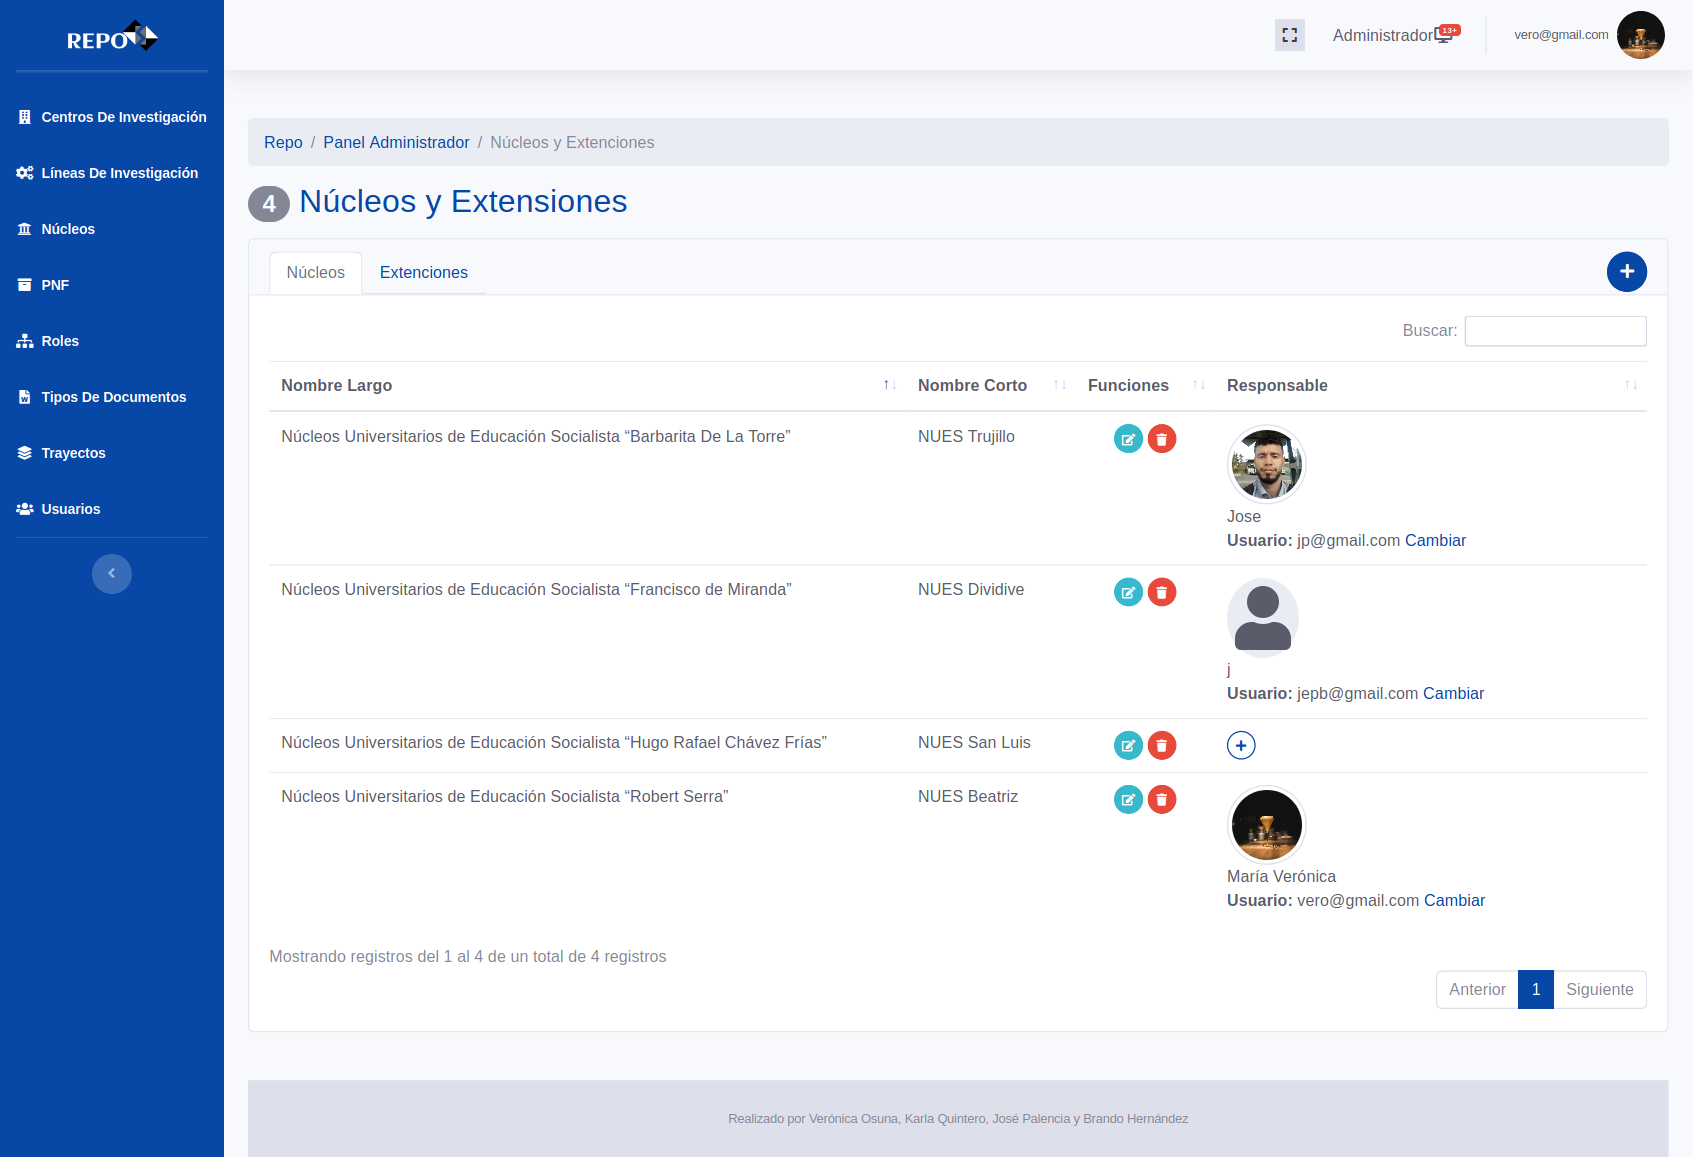 REPO
Administrador 13+ vero@gmail.com
Centros De Investigación
Líneas De Investigación
Núcleos
PNF
Roles
Tipos De Documentos
Trayectos
Usuarios
Repo / Panel Administrador / Núcleos y Extenciones
4 Núcleos y Extensiones
Núcleos Extenciones
Buscar:
Nombre Largo ↑↓ Nombre Corto ↑↓ Funciones ↑↓ Responsable ↑↓
Núcleos Universitarios de Educación Socialista “Barbarita De La Torre” NUES Trujillo
Jose
Usuario: jp@gmail.com Cambiar
Núcleos Universitarios de Educación Socialista “Francisco de Miranda” NUES Dividive
j
Usuario: jepb@gmail.com Cambiar
Núcleos Universitarios de Educación Socialista “Hugo Rafael Chávez Frías” NUES San Luis
Núcleos Universitarios de Educación Socialista “Robert Serra” NUES Beatriz
María Verónica
Usuario: vero@gmail.com Cambiar
Mostrando registros del 1 al 4 de un total de 4 registros
Anterior 1 Siguiente
Realizado por Verónica Osuna, Karla Quintero, José Palencia y Brando Hernández